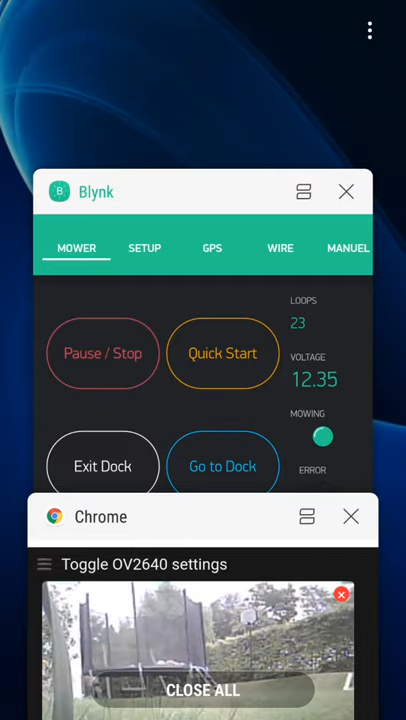 Blynk
MOWER SETUP GPS WIRE MANUEL
LOOPS
23
Pause / Stop
Quick Start
VOLTAGE
12.35
MOWING
Exit Dock
Go to Dock
ERROR
Chrome
Toggle OV2640 settings
CLOSE ALL